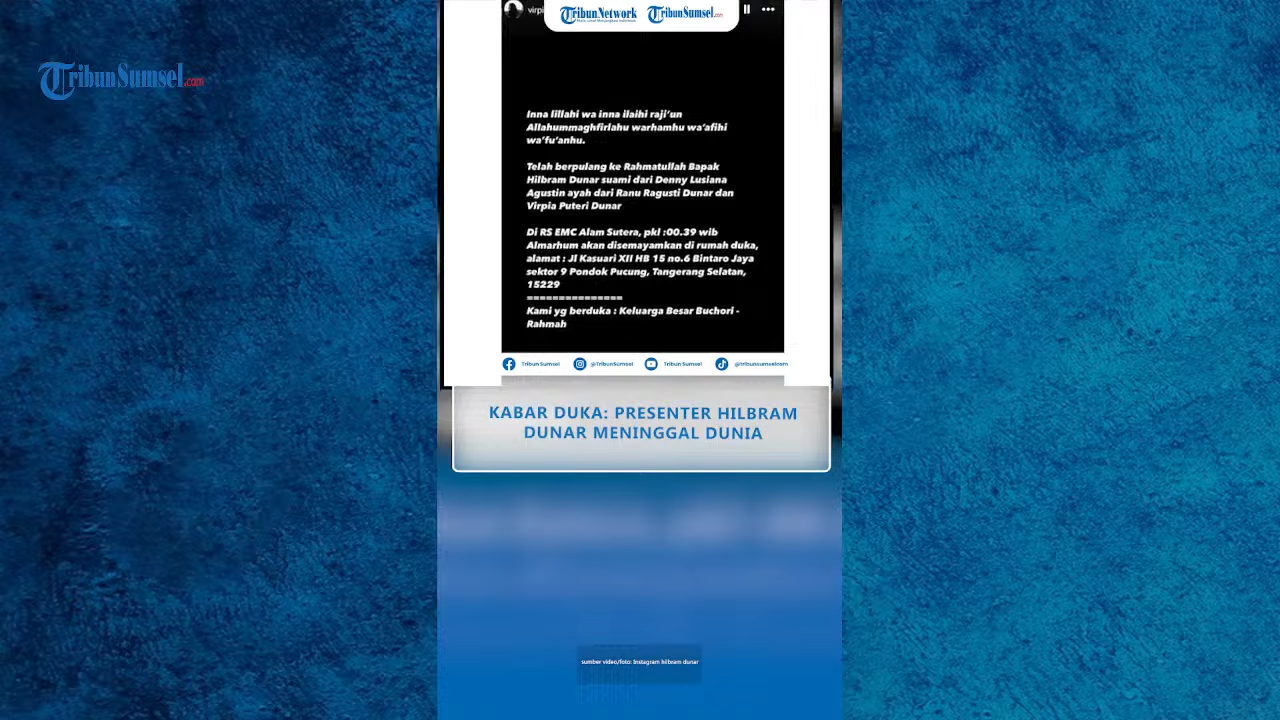 TribunSumsel.com
TribunNetwork
TribunSumsel.com
Inna lillahi wa inna ilaihi raji'un
Allahummaghfirlahu warhamhu wa'afihi
wa'fu'anhu.
Telah berpulang ke Rahmatullah Bapak
Hilbram Dunar suami dari Denny Lusiana
Agustin ayah dari Ranu Ragusti Dunar dan
Virpia Puteri Dunar
Di RS EMC Alam Sutera, pkl :00.39 wib
Almarhum akan disemayamkan di rumah duka,
alamat : Jl Kasuari XII HB 15 no.6 Bintaro Jaya
sektor 9 Pondok Pucung, Tangerang Selatan,
15229
===============
Kami yg berduka : Keluarga Besar Buchori -
Rahmah
Tribun Sumsel @TribunSumsel Tribun Sumsel @tribunsumselcom
KABAR DUKA: PRESENTER HILBRAM
DUNAR MENINGGAL DUNIA
sumber video/foto: Instagram hilbram dunar